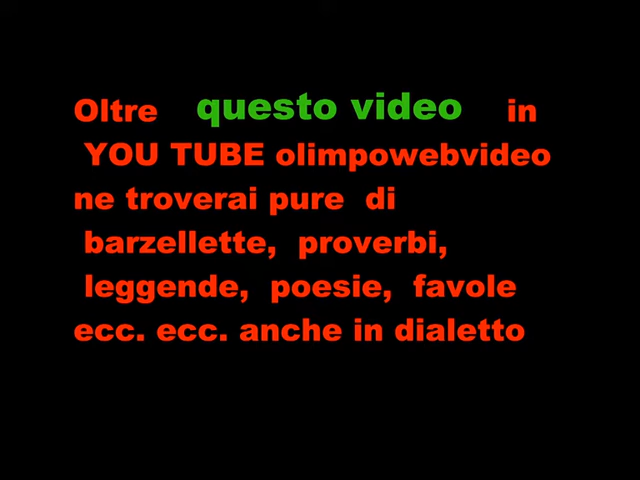 Oltre questo video in
YOU TUBE olimpowebvideo
ne troverai pure di
barzellette, proverbi,
leggende, poesie, favole
ecc. ecc. anche in dialetto